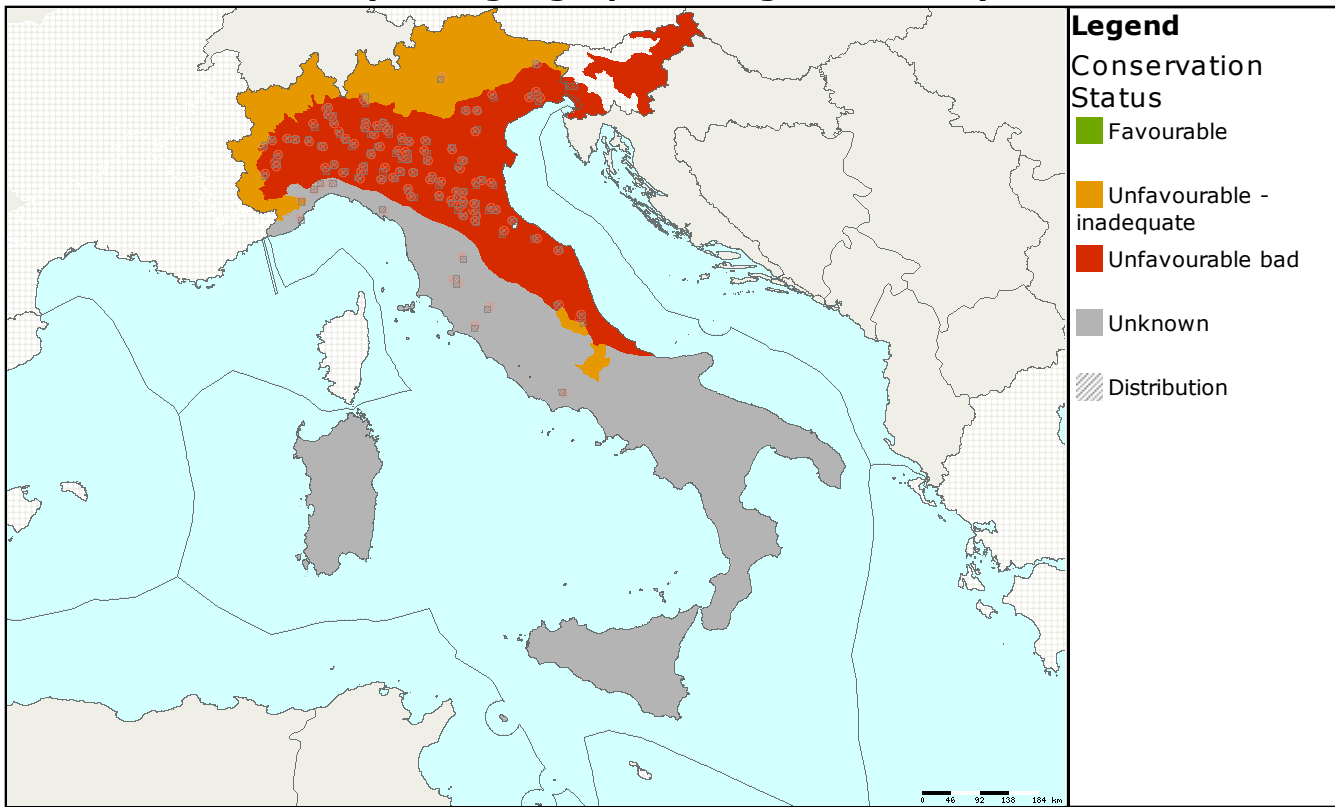 Legend
Conservation
Status
Favourable
Unfavourable -
inadequate
Unfavourable bad
Unknown
Distribution
0 46 92 138 184 km